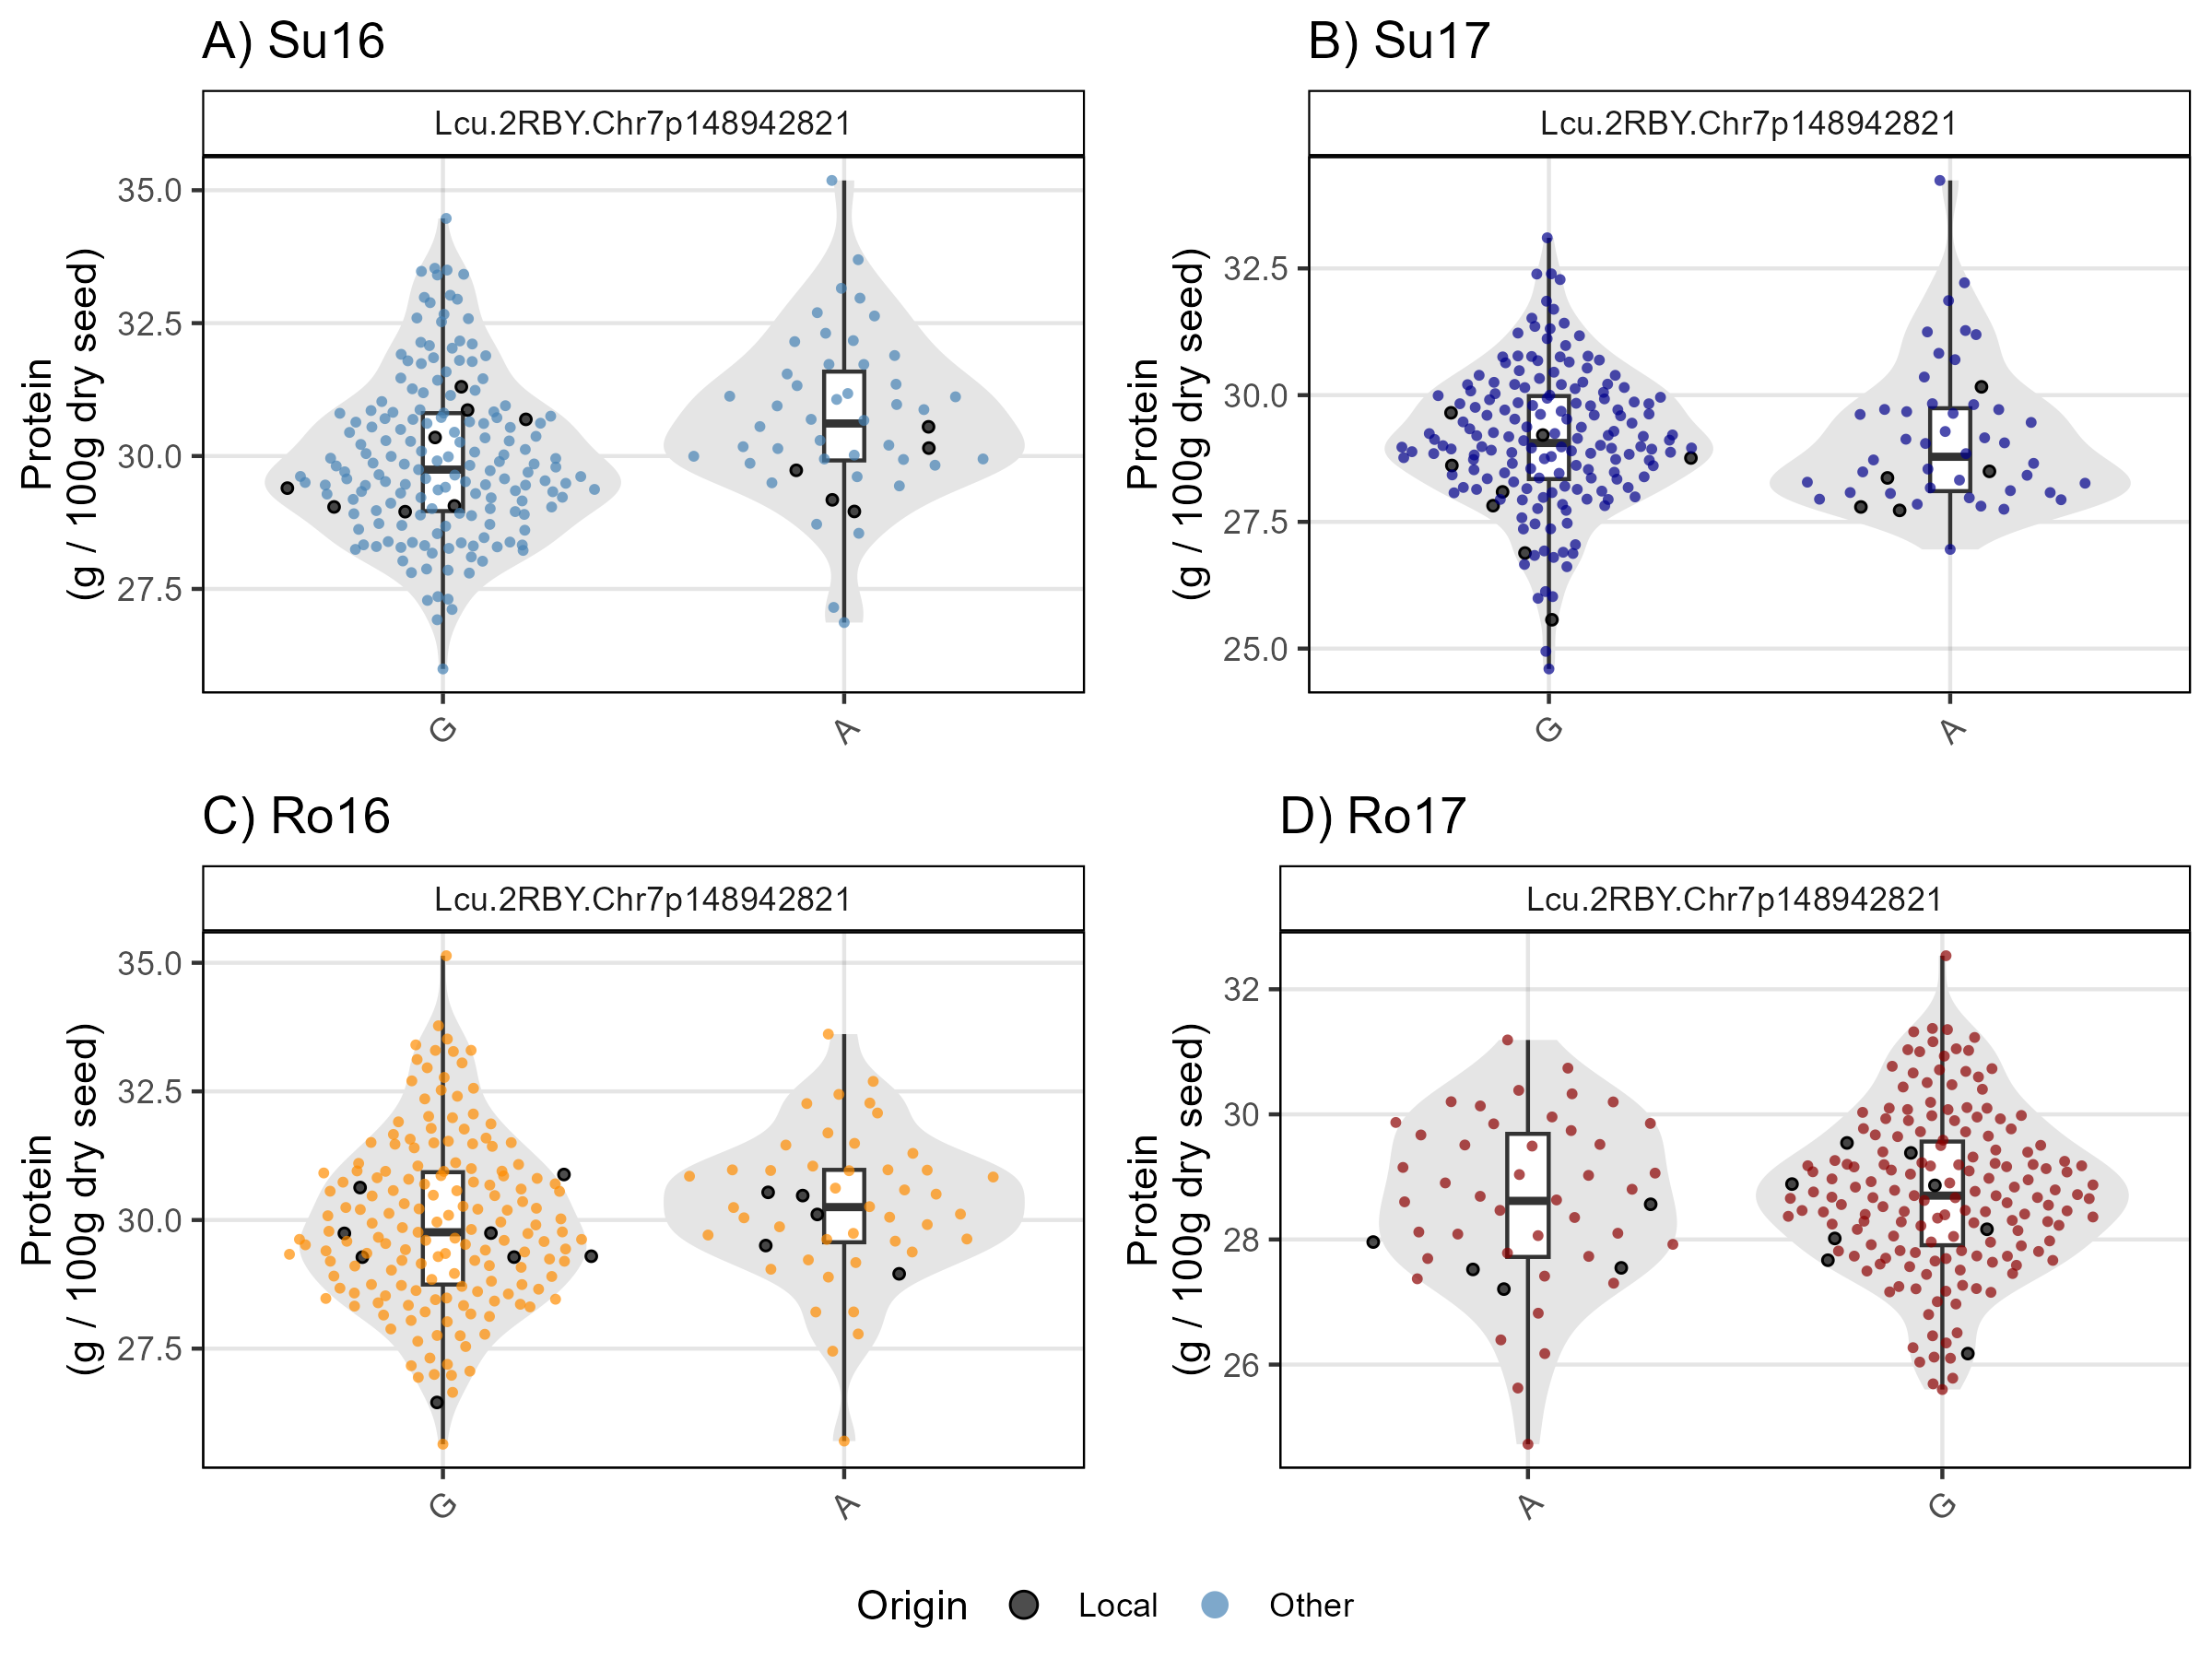 A) Su16
Lcu.2RBY.Chr7p148942821
Protein
(g / 100g dry seed)
35.0
32.5
30.0
27.5
G
A
B) Su17
Lcu.2RBY.Chr7p148942821
Protein
(g / 100g dry seed)
32.5
30.0
27.5
25.0
G
A
C) Ro16
Lcu.2RBY.Chr7p148942821
Protein
(g / 100g dry seed)
35.0
32.5
30.0
27.5
G
A
D) Ro17
Lcu.2RBY.Chr7p148942821
Protein
(g / 100g dry seed)
32
30
28
26
A
G
Origin Local Other